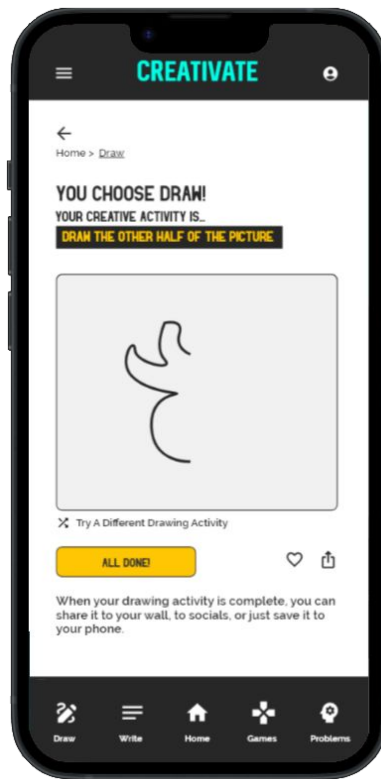 CREATIVATE
Home > Draw
YOU CHOOSE DRAW!
YOUR CREATIVE ACTIVITY IS...
DRAW THE OTHER HALF OF THE PICTURE
Try A Different Drawing Activity
ALL DONE!
When your drawing activity is complete, you can
share it to your wall, to socials, or just save it to
your phone.
Draw Write Home Games Problems